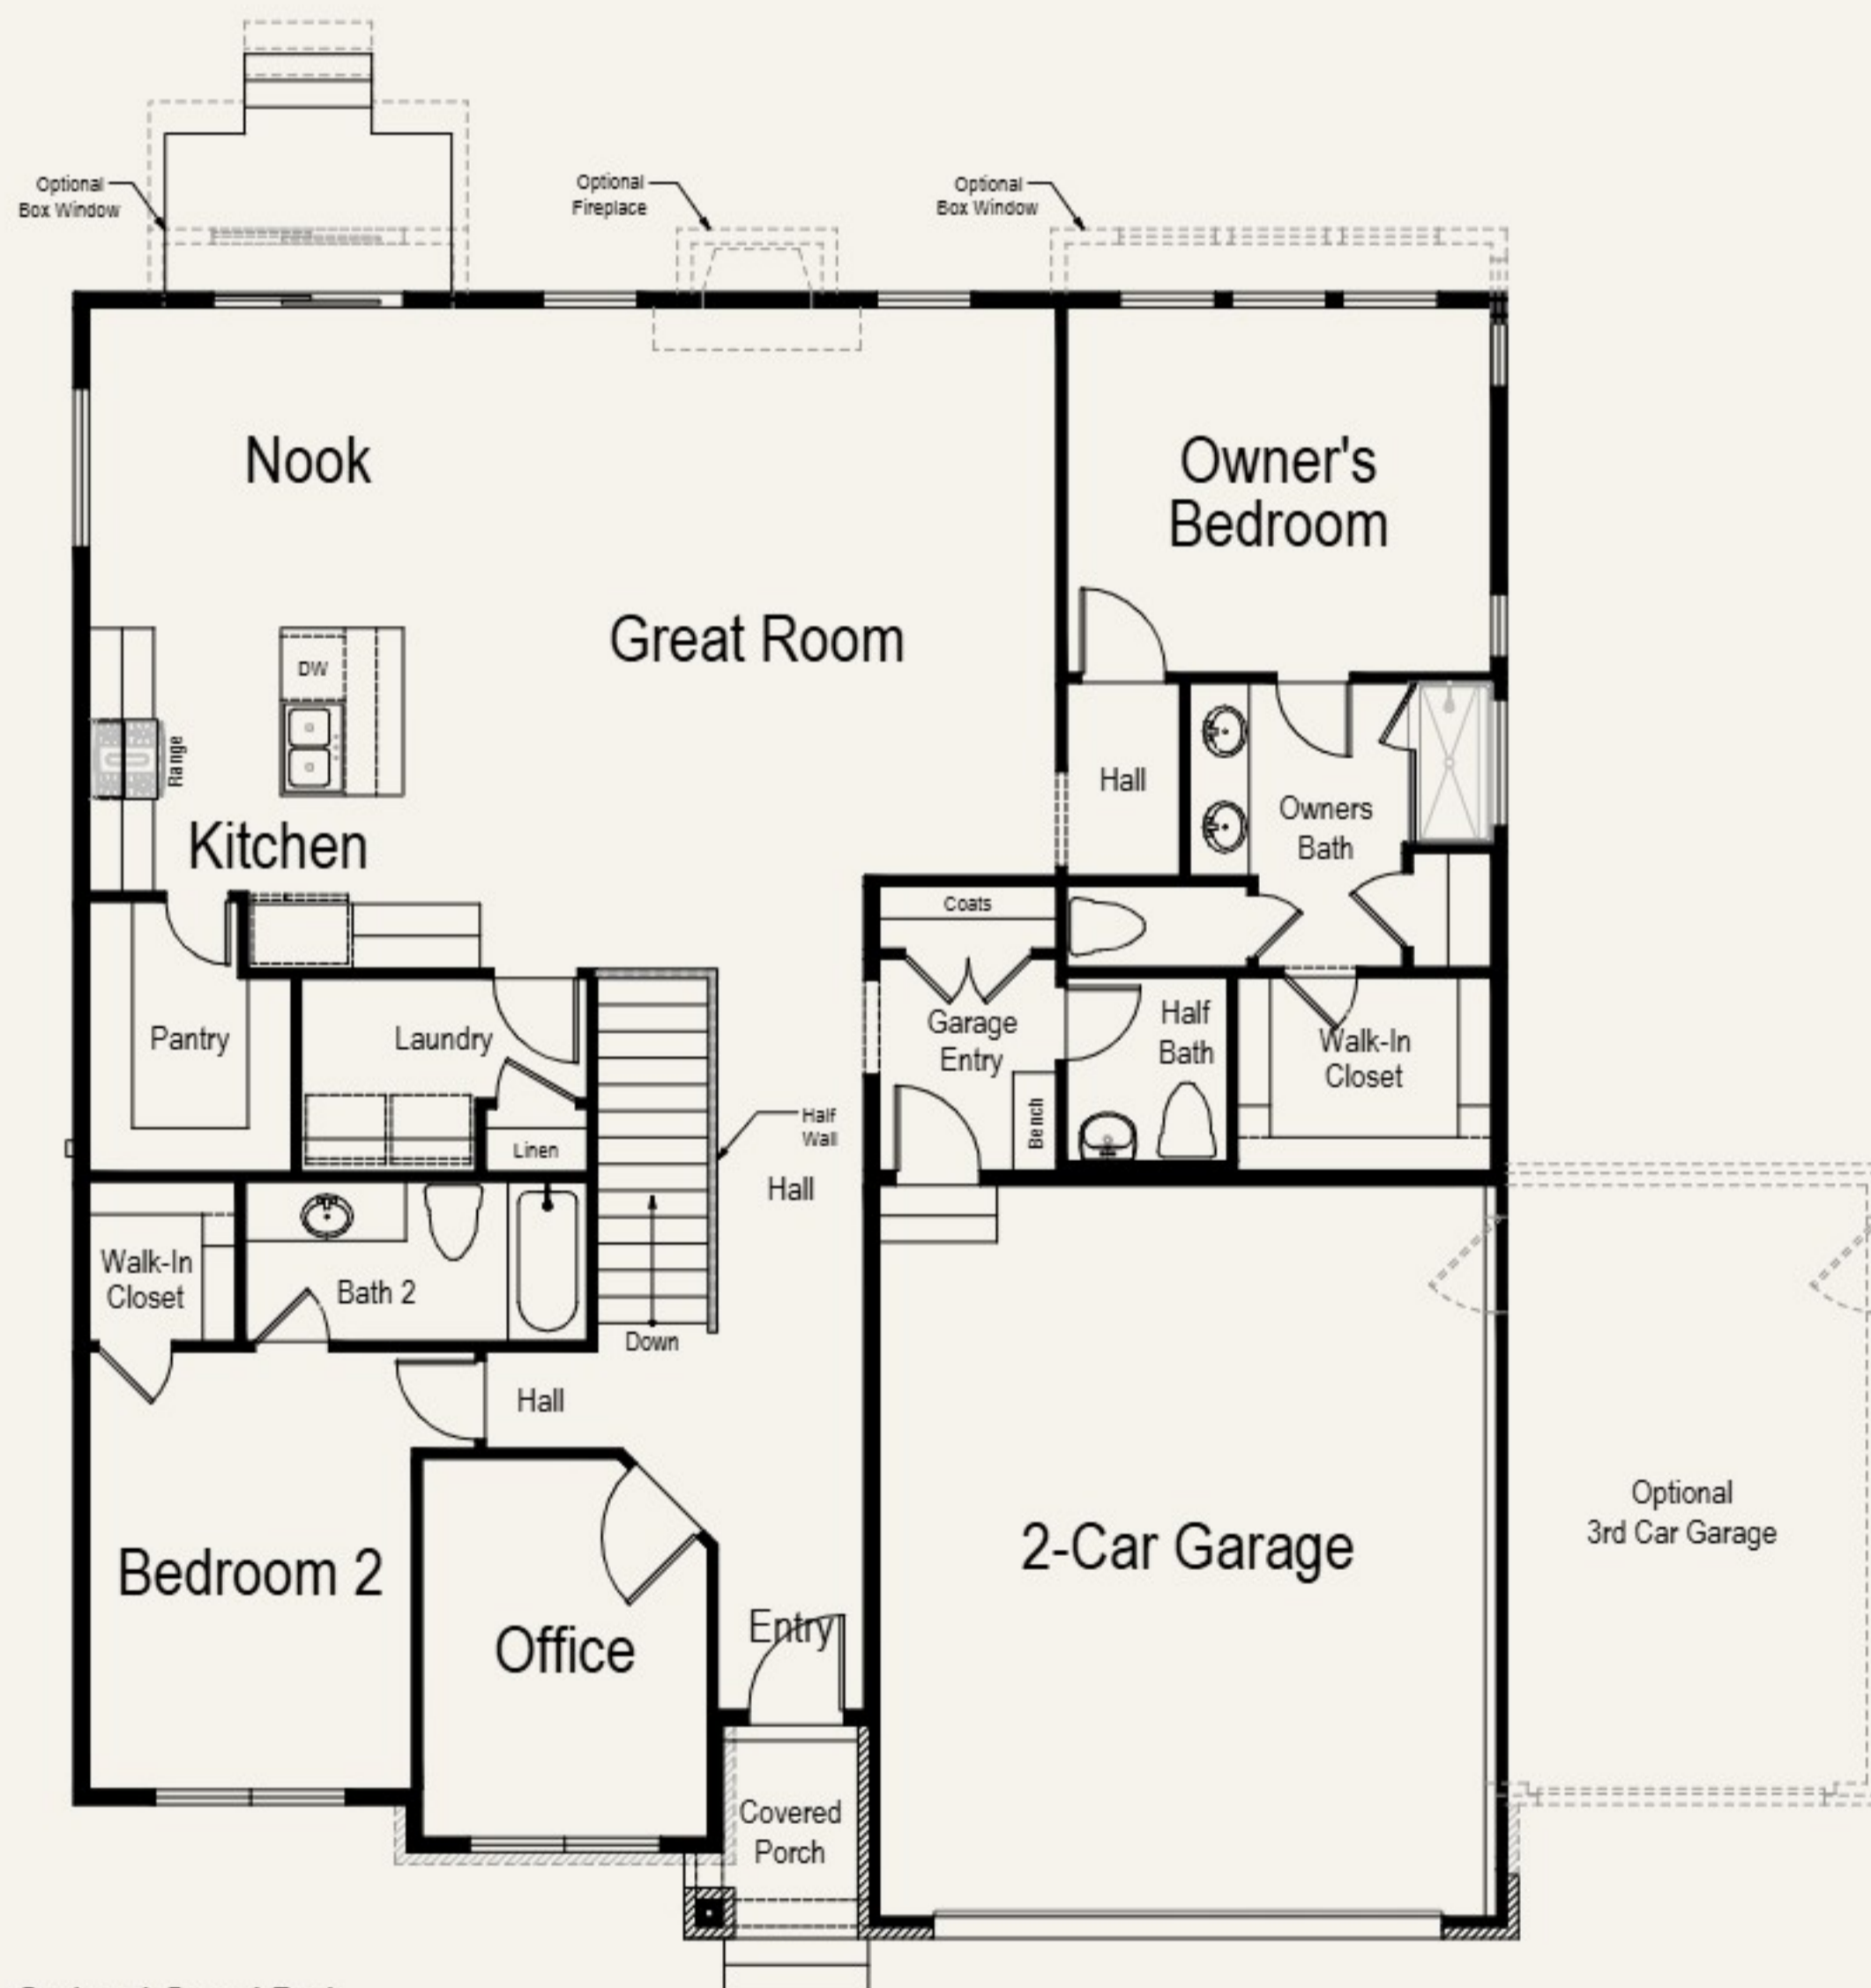 Optional
Box Window
Optional
Fireplace
Optional
Box Window
Nook
Owner's
Bedroom
Great Room
DW
Range
Kitchen
Hall
Owners
Bath
Coats
Pantry
Laundry
Garage
Entry
Half
Bath
Walk-In
Closet
Bench
Linen
Half
Wall
Hall
Walk-In
Closet
Bath 2
Down
Hall
Bedroom 2
Office
Entry
2-Car Garage
Optional
3rd Car Garage
Covered
Porch